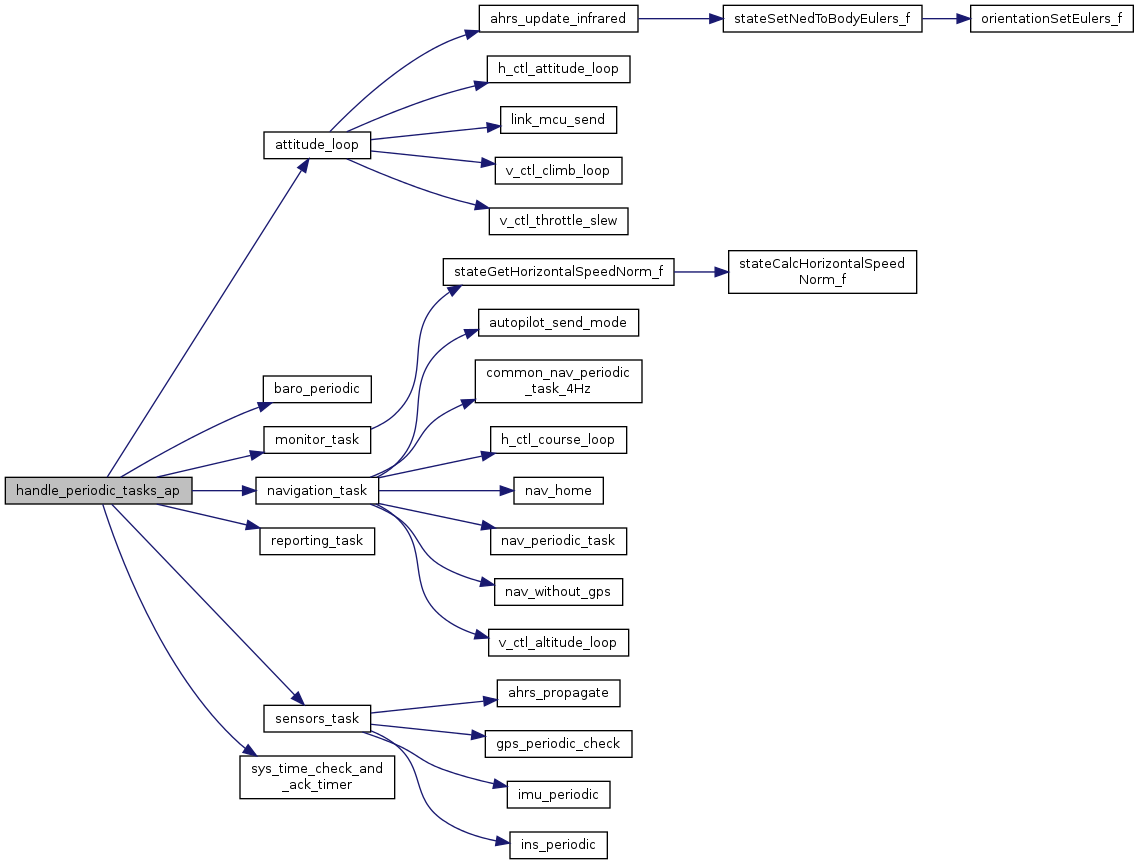 ahrs_update_infrared
stateSetNedToBodyEulers_f
orientationSetEulers_f
h_ctl_attitude_loop
link_mcu_send
attitude_loop
v_ctl_climb_loop
v_ctl_throttle_slew
stateGetHorizontalSpeedNorm_f
stateCalcHorizontalSpeed
Norm_f
autopilot_send_mode
common_nav_periodic
_task_4Hz
baro_periodic
monitor_task
h_ctl_course_loop
handle_periodic_tasks_ap
navigation_task
nav_home
reporting_task
nav_periodic_task
nav_without_gps
v_ctl_altitude_loop
ahrs_propagate
sensors_task
gps_periodic_check
sys_time_check_and
_ack_timer
imu_periodic
ins_periodic